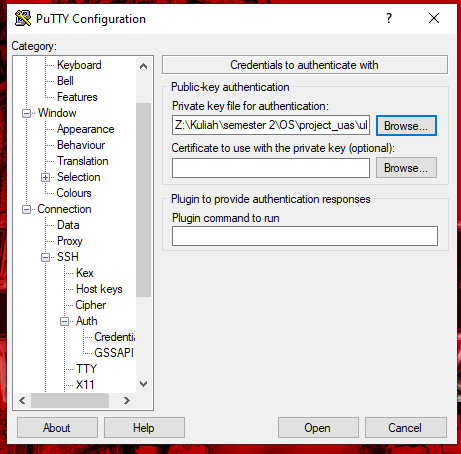 PuTTY Configuration
?
Category:
Keyboard
Bell
Features
Window
Appearance
Behaviour
Translation
Selection
Colours
Connection
Data
Proxy
SSH
Kex
Host keys
Cipher
Auth
Credentia
GSSAPI
TTY
X11
Credentials to authenticate with
Public-key authentication
Private key file for authentication:
Z:\Kuliah\semester 2\OS\project_uas\ul
Browse...
Certificate to use with the private key (optional):
Browse...
Plugin to provide authentication responses
Plugin command to run
About
Help
Open
Cancel